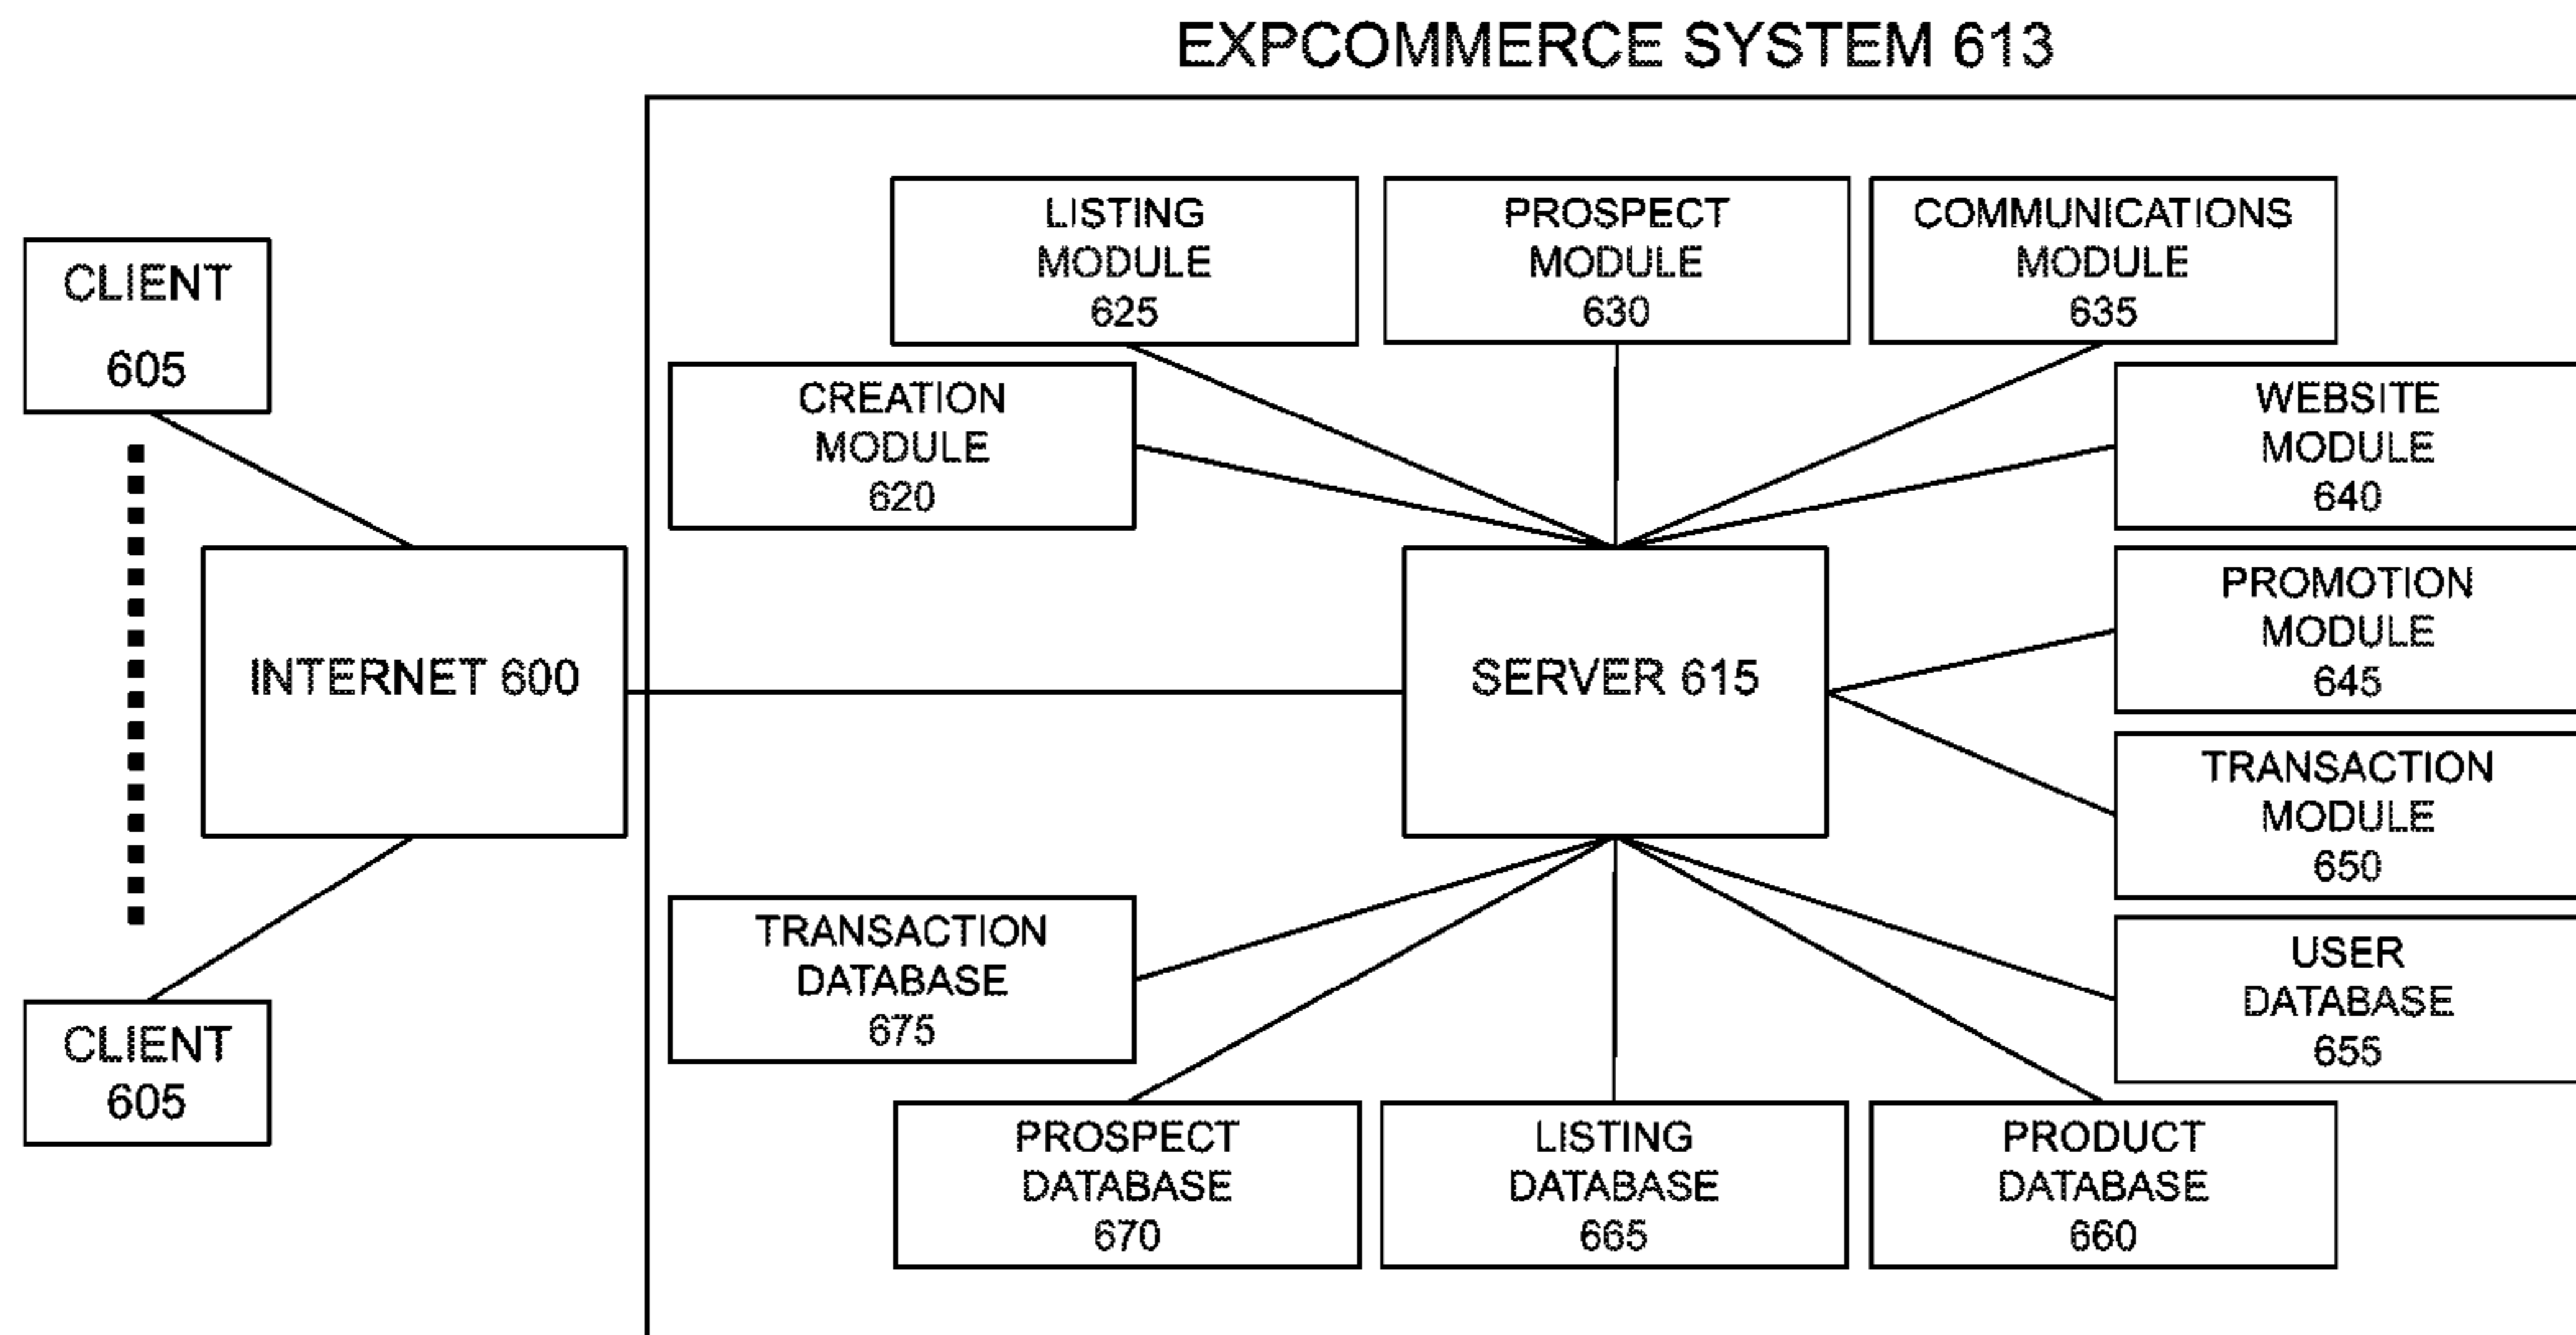 EXPCOMMERCE SYSTEM 613
CLIENT
605
INTERNET 600
CLIENT
605
LISTING
MODULE
625
PROSPECT
MODULE
630
COMMUNICATIONS
MODULE
635
CREATION
MODULE
620
WEBSITE
MODULE
640
SERVER 615
PROMOTION
MODULE
645
TRANSACTION
MODULE
650
TRANSACTION
DATABASE
675
USER
DATABASE
655
PROSPECT
DATABASE
670
LISTING
DATABASE
665
PRODUCT
DATABASE
660